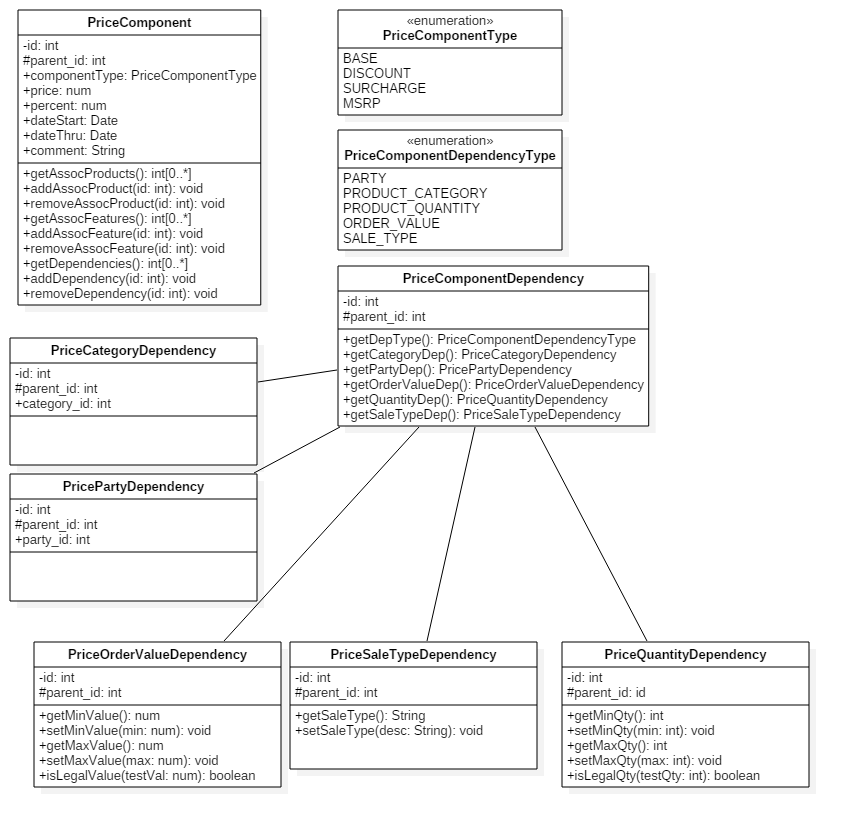 PriceComponent
-id: int
#parent_id: int
+componentType: PriceComponentType
+price: num
+percent: num
+dateStart: Date
+dateThru: Date
+comment: String
+getAssocProducts(): int[0..*]
+addAssocProduct(id: int): void
+removeAssocProduct(id: int): void
+getAssocFeatures(): int[0..*]
+addAssocFeature(id: int): void
+removeAssocFeature(id: int): void
+getDependencies(): int[0..*]
+addDependency(id: int): void
+removeDependency(id: int): void
«enumeration»
PriceComponentType
BASE
DISCOUNT
SURCHARGE
MSRP
«enumeration»
PriceComponentDependencyType
PARTY
PRODUCT_CATEGORY
PRODUCT_QUANTITY
ORDER_VALUE
SALE_TYPE
PriceComponentDependency
-id: int
#parent_id: int
+getDepType(): PriceComponentDependencyType
+getCategoryDep(): PriceCategoryDependency
+getPartyDep(): PricePartyDependency
+getOrderValueDep(): PriceOrderValueDependency
+getQuantityDep(): PriceQuantityDependency
+getSaleTypeDep(): PriceSaleTypeDependency
PriceCategoryDependency
-id: int
#parent_id: int
+category_id: int
PricePartyDependency
-id: int
#parent_id: int
+party_id: int
PriceOrderValueDependency
-id: int
#parent_id: int
+getMinValue(): num
+setMinValue(min: num): void
+getMaxValue(): num
+setMaxValue(max: num): void
+isLegalValue(testVal: num): boolean
PriceSaleTypeDependency
-id: int
#parent_id: int
+getSaleType(): String
+setSaleType(desc: String): void
PriceQuantityDependency
-id: int
#parent_id: id
+getMinQty(): int
+setMinQty(min: int): void
+getMaxQty(): int
+setMaxQty(max: int): void
+isLegalQty(testQty: int): boolean